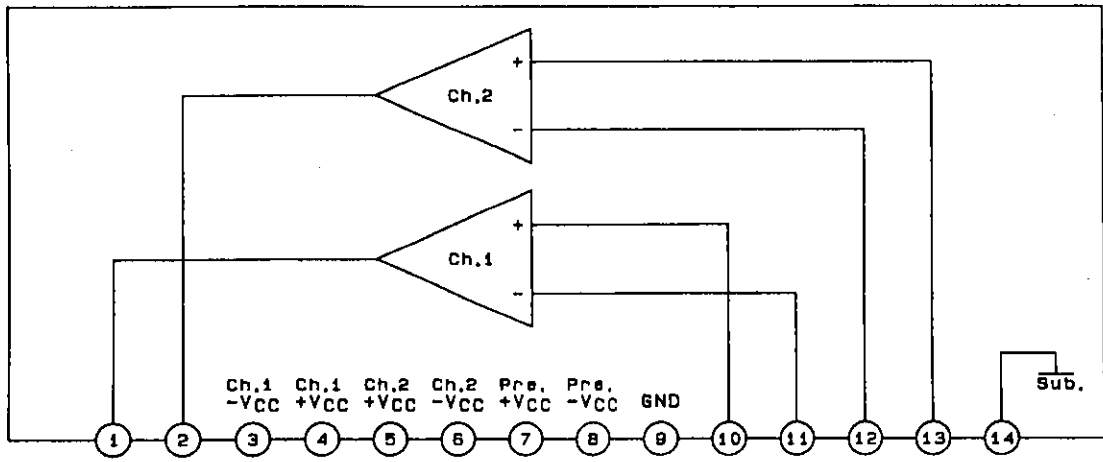 +
Ch.2
-
+
Ch.1
-
Sub.
Ch.1 Ch.1 Ch.2 Ch.2 Pre. Pre.
-VCC +VCC +VCC -VCC +VCC -VCC GND
1 2 3 4 5 6 7 8 9 10 11 12 13 14